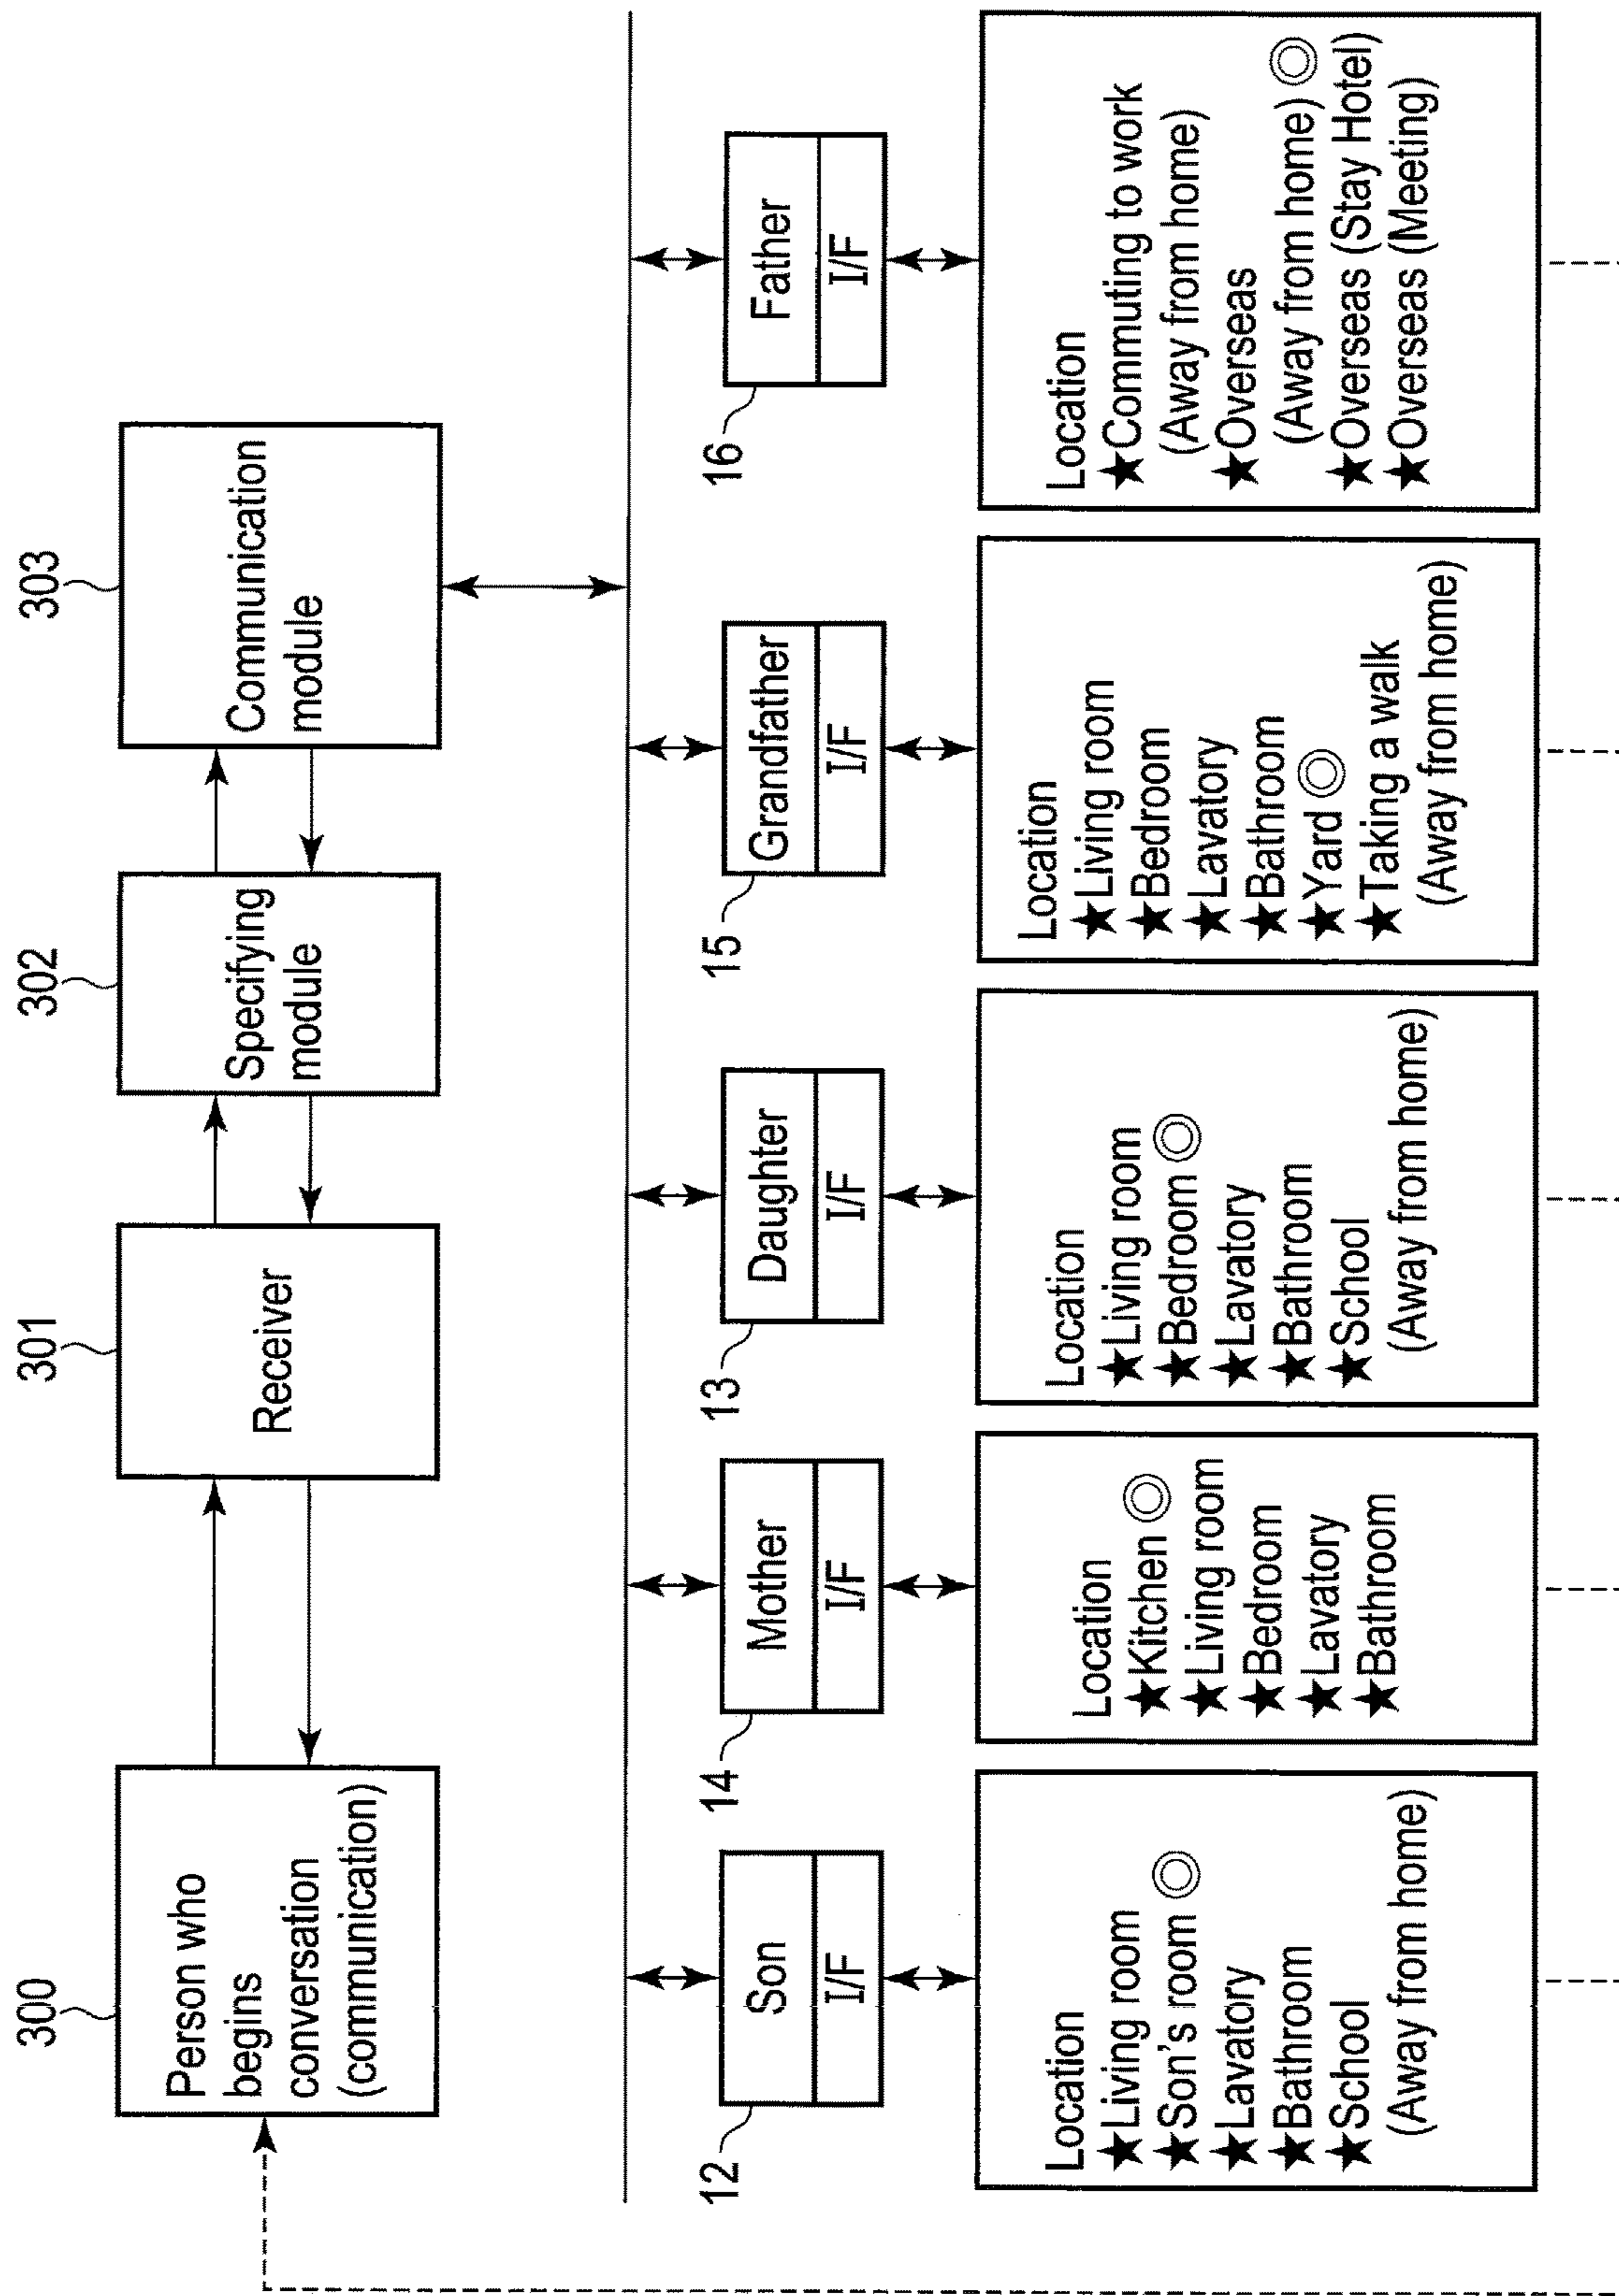 300
Person who
begins
conversation
(communication)
301
Receiver
302
Specifying
module
303
Communication
module
12
Son
I/F
14
Mother
I/F
13
Daughter
I/F
15
Grandfather
I/F
16
Father
I/F
Location
★Living room
★Son's room ◎
★Lavatory
★Bathroom
★School
(Away from home)
Location
★Kitchen ◎
★Living room
★Bedroom
★Lavatory
★Bathroom
Location
★Living room
★Bedroom ◎
★Lavatory
★Bathroom
★School
(Away from home)
Location
★Living room
★Bedroom
★Lavatory
★Bathroom
★Yard ◎
★Taking a walk
(Away from home)
Location
★Commuting to work
(Away from home)
★Overseas
(Away from home) ◎
★Overseas (Stay Hotel)
★Overseas (Meeting)